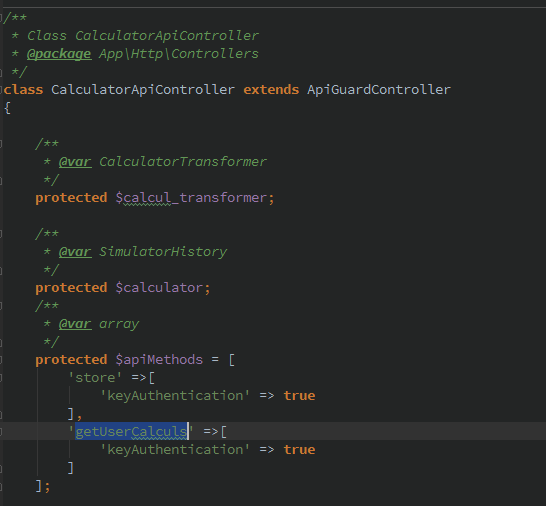 /**
 * Class CalculatorApiController
 * @package App\Http\Controllers
 */
class CalculatorApiController extends ApiGuardController
{
    /**
     * @var CalculatorTransformer
     */
    protected $calcul_transformer;
    /**
     * @var SimulatorHistory
     */
    protected $calculator;
    /**
     * @var array
     */
    protected $apiMethods = [
        'store' =>[
            'keyAuthentication' => true
        ],
        'getUserCalculs' =>[
            'keyAuthentication' => true
        ]
    ];